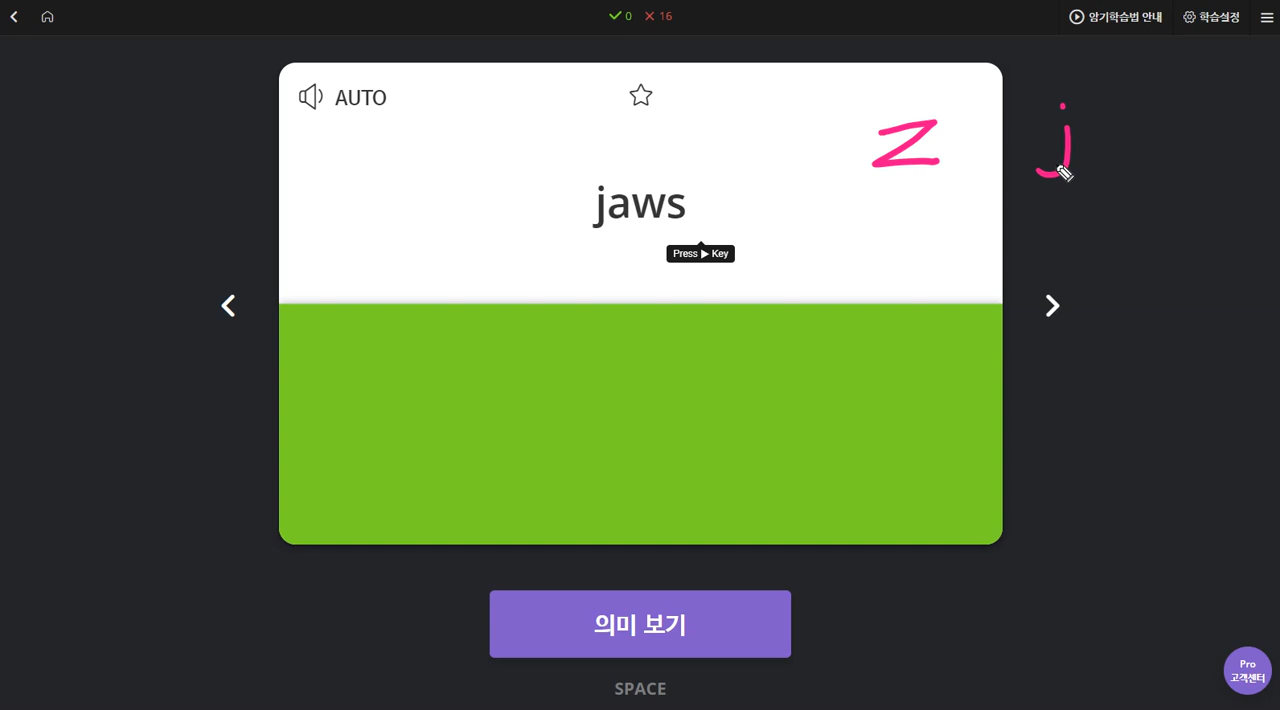 0 16 암기학습법 안내 학습설정
AUTO
z j
jaws
Press ▶ Key
의미 보기
SPACE
Pro
고객센터